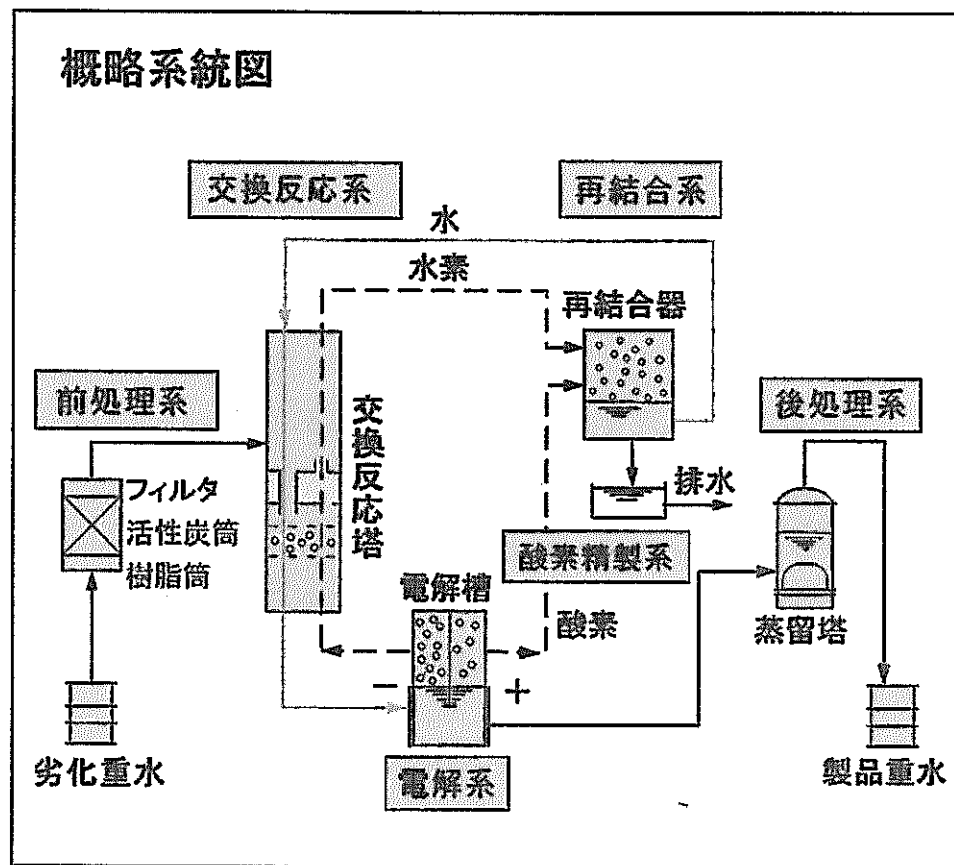 概略系統図
交換反応系
再結合系
水
水素
再結合器
前処理系
交換反応塔
後処理系
フィルタ
活性炭筒
樹脂筒
排水
酸素精製系
電解槽
酸素
蒸留塔
− +
劣化重水
電解系
製品重水